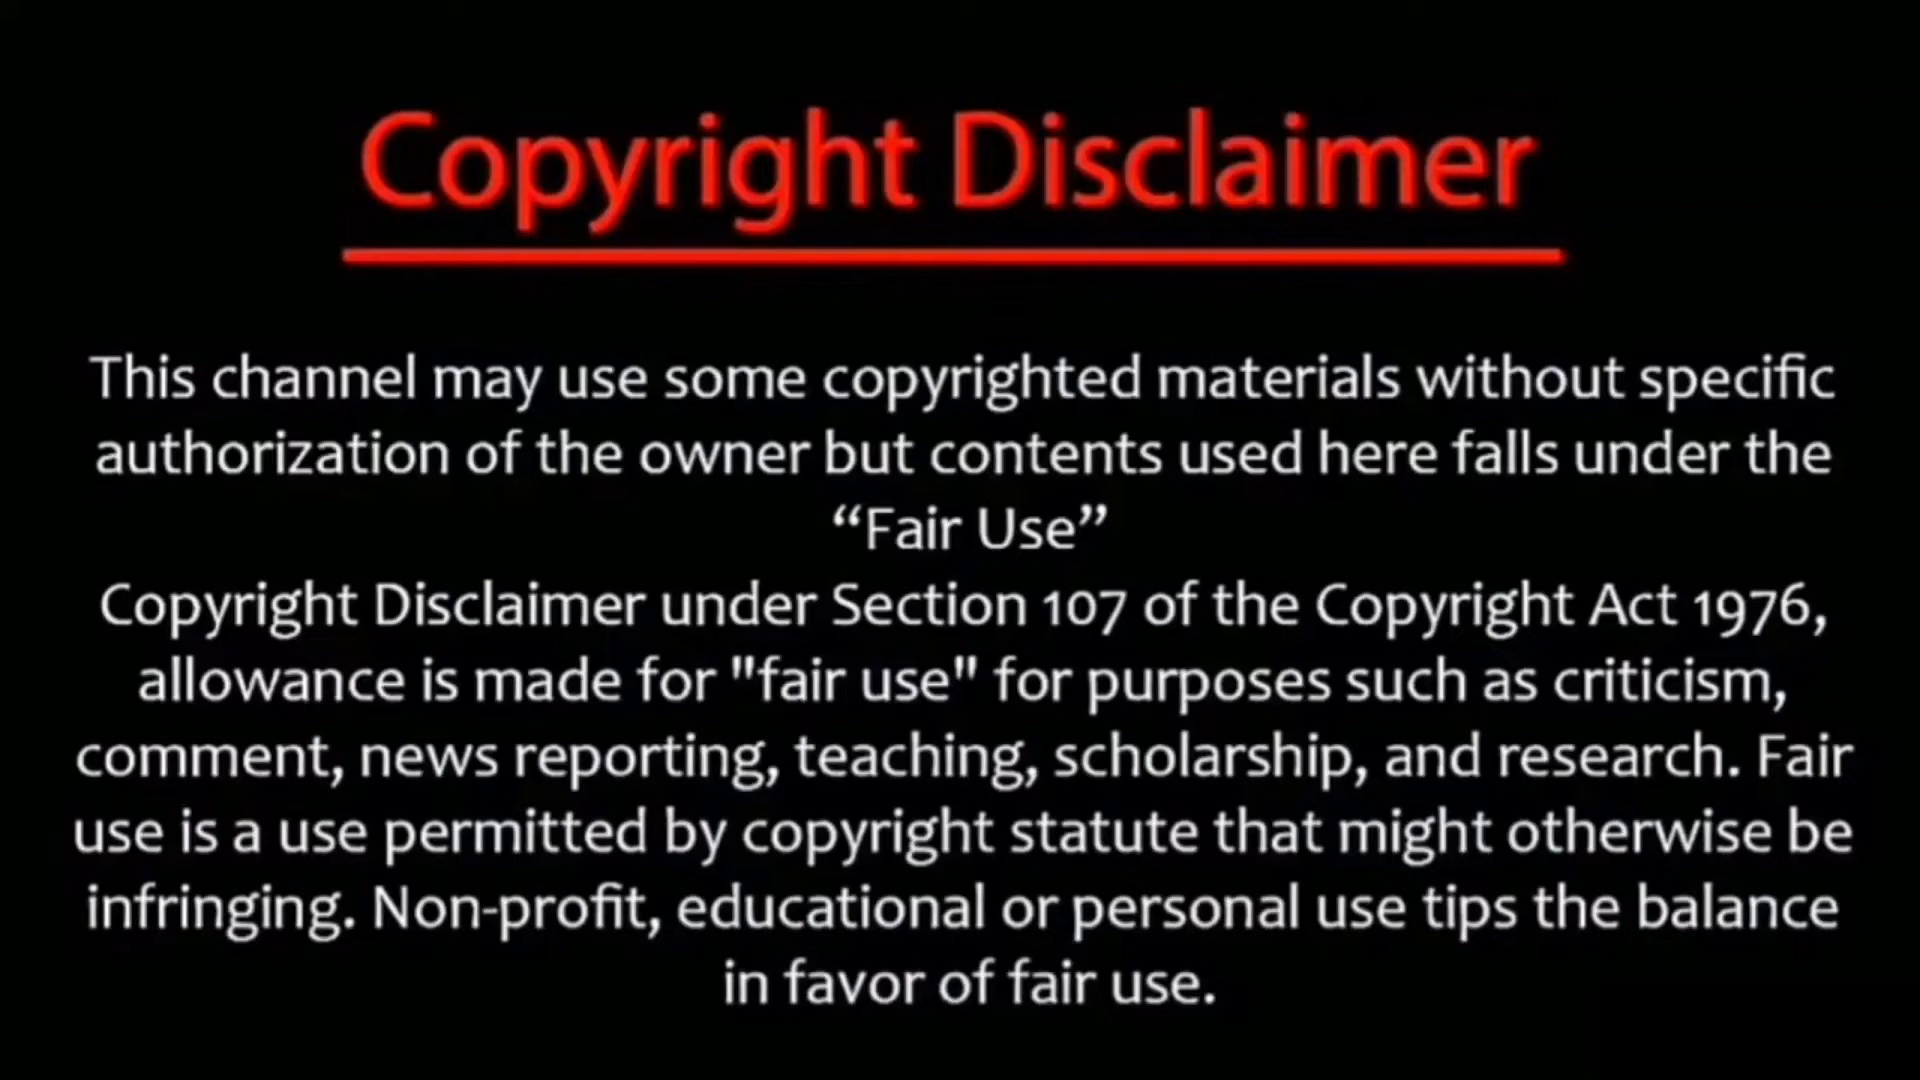 Copyright Disclaimer
This channel may use some copyrighted materials without specific
authorization of the owner but contents used here falls under the
“Fair Use”
Copyright Disclaimer under Section 107 of the Copyright Act 1976,
allowance is made for "fair use" for purposes such as criticism,
comment, news reporting, teaching, scholarship, and research. Fair
use is a use permitted by copyright statute that might otherwise be
infringing. Non-profit, educational or personal use tips the balance
in favor of fair use.